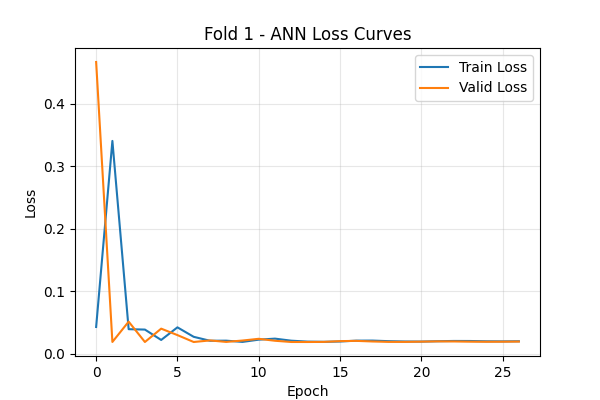 Fold 1 - ANN Loss Curves
Train Loss
Valid Loss
Loss
0.4
0.3
0.2
0.1
0.0
0 5 10 15 20 25
Epoch